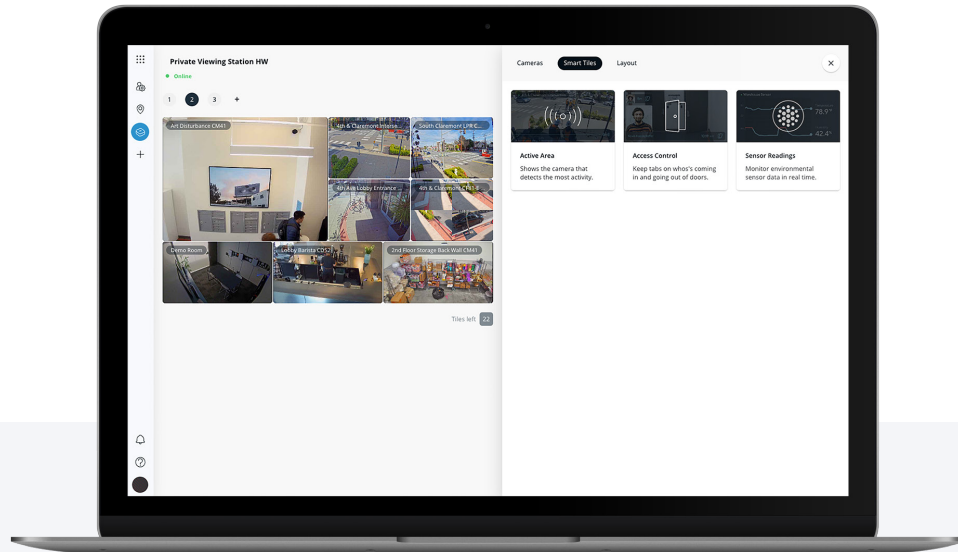 Private Viewing Station HW
Online
1 2 3 +
Art Disturbance CM41
4th & Claremont Interse...
South Claremont LPR C...
4th Ave Lobby Entrance ...
4th & Claremont CF41-E
Demo Room
Lobby Barista CD52
2nd Floor Storage Back Wall CM41
Tiles left 22
Cameras
Smart Tiles
Layout
Active Area
Shows the camera that
detects the most activity.
Access Control
Keep tabs on whos's coming
in and going out of doors.
78.9°
42.4%
Sensor Readings
Monitor environmental
sensor data in real time.